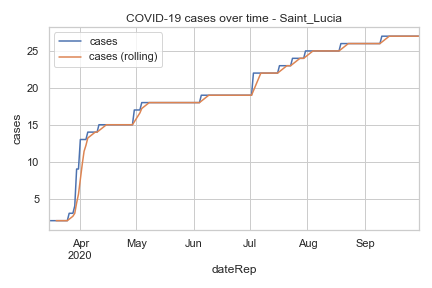 COVID-19 cases over time - Saint_Lucia
cases
cases (rolling)
cases
25
20
15
10
5
Apr
2020
May
Jun
Jul
Aug
Sep
dateRep